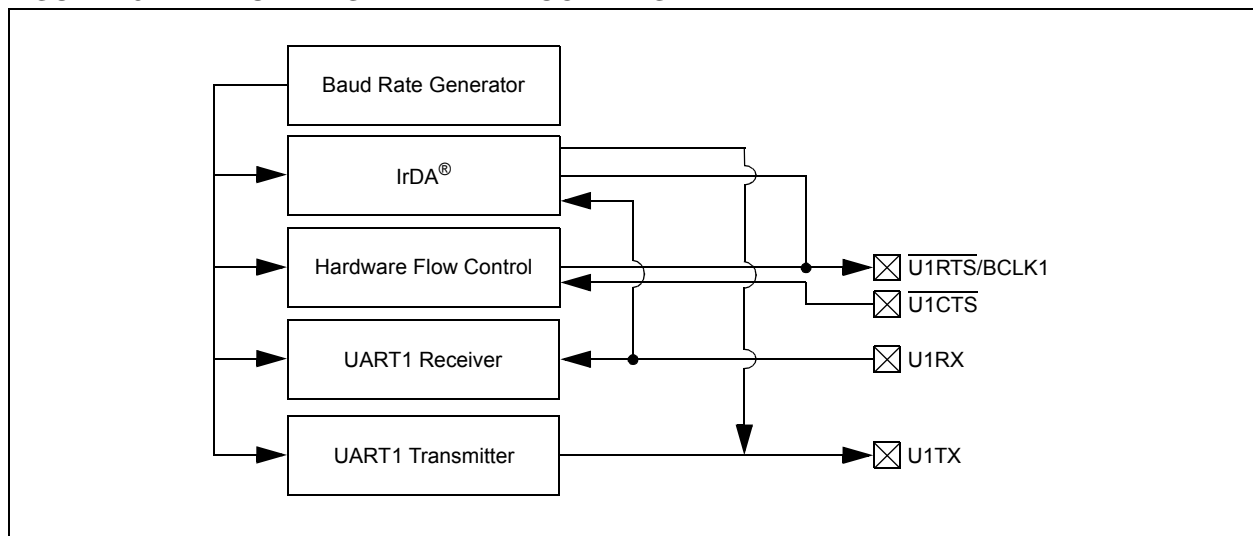 Baud Rate Generator
IrDA®
Hardware Flow Control
U1RTS/BCLK1
U1CTS
UART1 Receiver
U1RX
UART1 Transmitter
U1TX